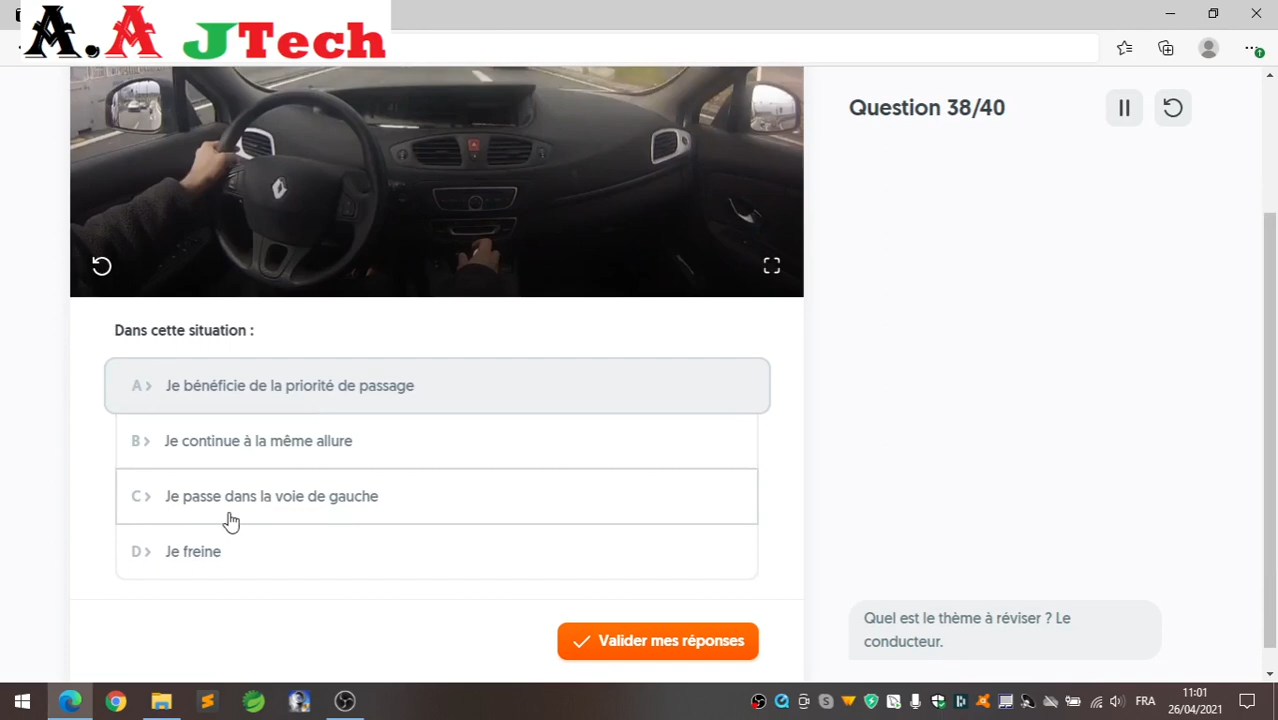 A.A JTech
Question 38/40
Dans cette situation :
A Je bénéficie de la priorité de passage
B Je continue à la même allure
C Je passe dans la voie de gauche
D Je freine
Valider mes réponses
Quel est le thème à réviser ? Le
conducteur.
FRA
11:01
26/04/2021